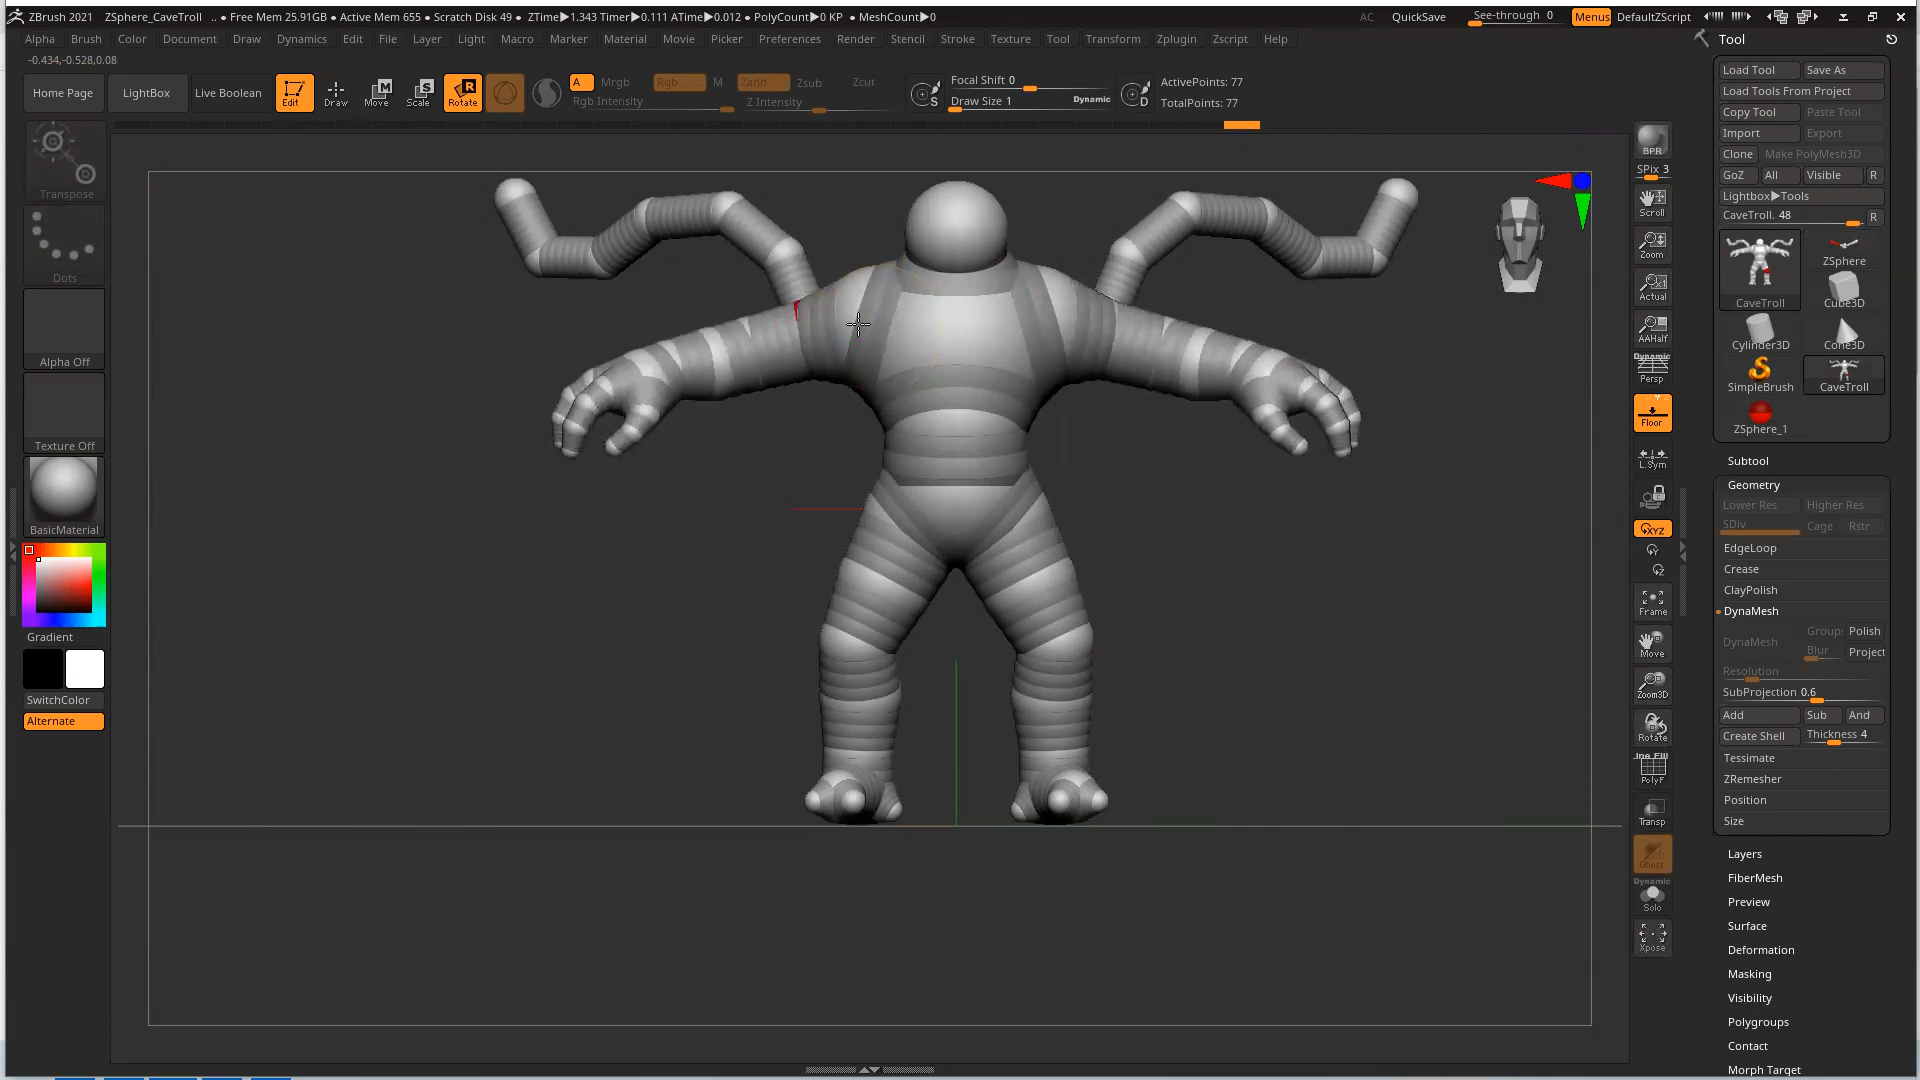 ZBrush 2021 ZSphere_CaveTroll .. ● Free Mem 25.91GB ● Active Mem 655 ● Scratch Disk 49 ● ZTime▶1.343 Timer▶0.111 ATime▶0.012 ● PolyCount▶0 KP ● MeshCount▶0 AC QuickSave See-through 0 Menus DefaultZScript
Alpha Brush Color Document Draw Dynamics Edit File Layer Light Macro Marker Material Movie Picker Preferences Render Stencil Stroke Texture Tool Transform Zplugin Zscript Help
-0.434,-0.528,0.08
Home Page LightBox Live Boolean Edit Draw Move Scale Rotate
A Mrgb Rgb M Zadd Zsub Zcut
Rgb Intensity Z Intensity
Focal Shift 0
Draw Size 1 Dynamic
ActivePoints: 77
TotalPoints: 77
Transpose
Dots
Alpha Off
Texture Off
BasicMaterial
Gradient
SwitchColor
Alternate
BPR
SPix 3
Scroll
Zoom
Actual
AAHalf
Dynamic
Persp
Floor
L.Sym
XYZ
Y
Z
Frame
Move
Zoom3D
Rotate
Line Fill
PolyF
Transp
Ghost
Dynamic
Solo
Xpose
Tool
Load Tool Save As
Load Tools From Project
Copy Tool Paste Tool
Import Export
Clone Make PolyMesh3D
GoZ All Visible R
Lightbox▶Tools
CaveTroll. 48 R
CaveTroll ZSphere
Cube3D
Cylinder3D Cone3D
SimpleBrush CaveTroll
ZSphere_1
Subtool
Geometry
Lower Res Higher Res
SDiv Cage Rstr
EdgeLoop
Crease
ClayPolish
DynaMesh
DynaMesh Group: Polish
Blur Project
Resolution
SubProjection 0.6
Add Sub And
Create Shell Thickness 4
Tessimate
ZRemesher
Position
Size
Layers
FiberMesh
Preview
Surface
Deformation
Masking
Visibility
Polygroups
Contact
Morph Target